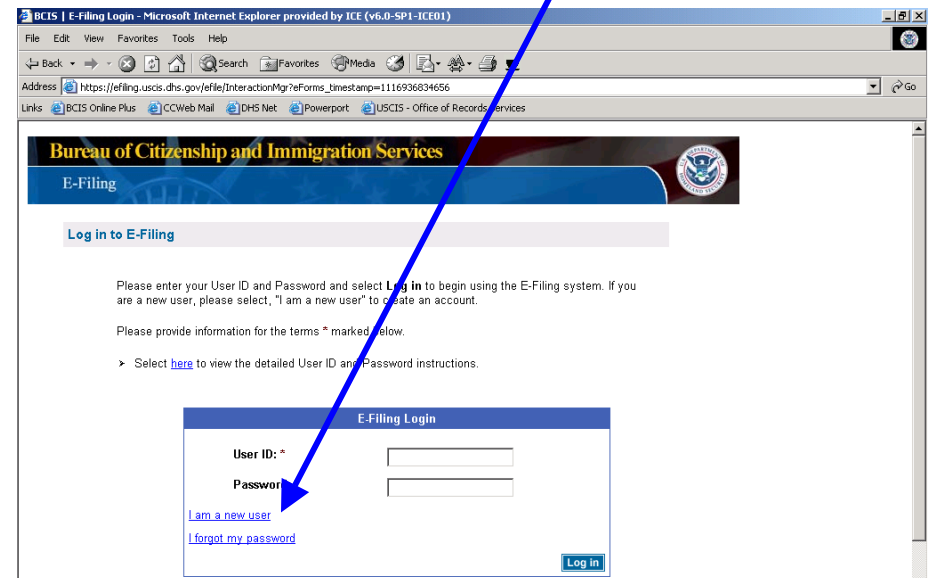 BCIS | E-Filing Login - Microsoft Internet Explorer provided by ICE (v6.0-SP1-ICE01)
File Edit View Favorites Tools Help
Back Search Favorites Media
Address https://efiling.uscis.dhs.gov/efile/InteractionMgr?eForms_timestamp=1116936834656 Go
Links BCIS Online Plus CCWeb Mail DHS Net Powerport USCIS - Office of Records Services
Bureau of Citizenship and Immigration Services
E-Filing
Log in to E-Filing
Please enter your User ID and Password and select Log in to begin using the E-Filing system. If you
are a new user, please select, "I am a new user" to create an account.
Please provide information for the terms * marked below.
➤ Select here to view the detailed User ID and Password instructions.
E-Filing Login
User ID: *
Password
I am a new user
I forgot my password
Log in